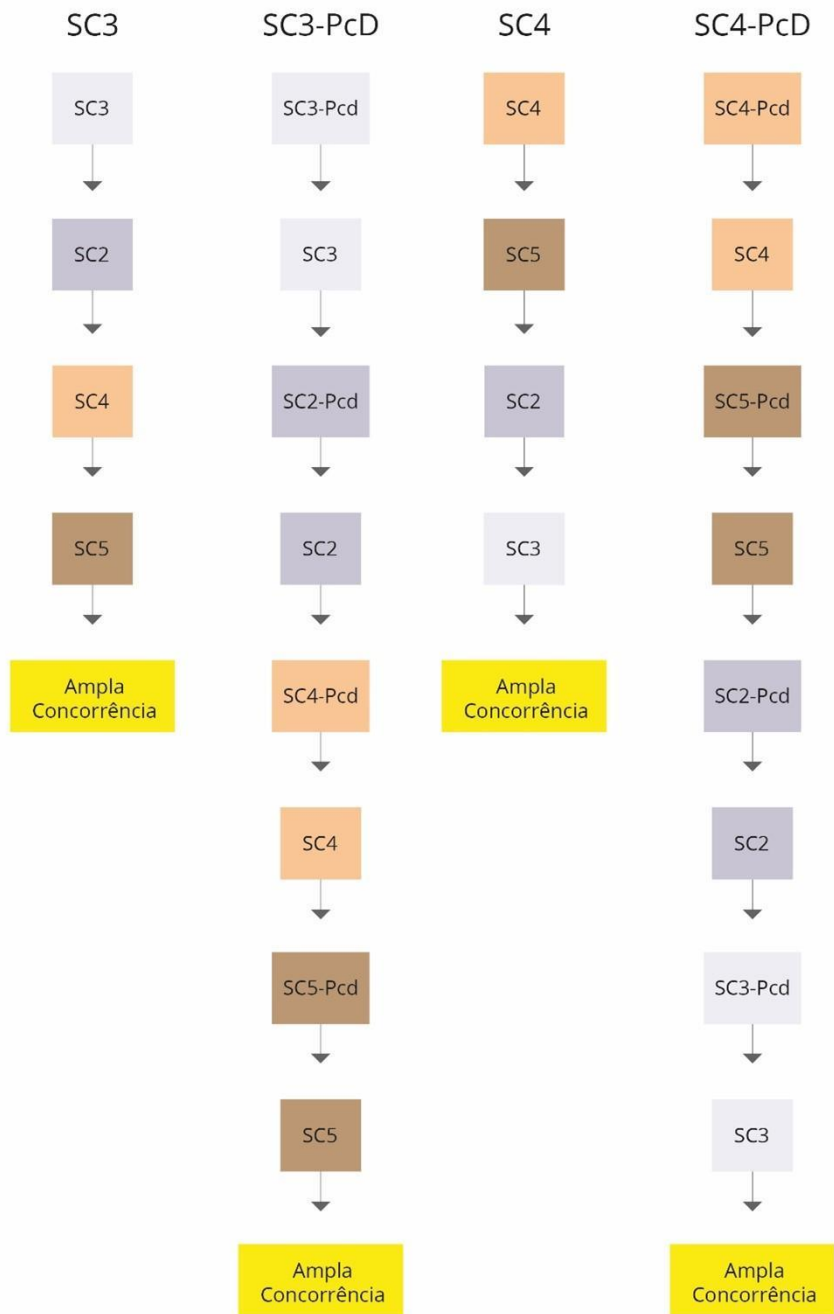 SC3
SC3
SC2
SC4
SC5
Ampla
Concorrência
SC3-PcD
SC3-Pcd
SC3
SC2-Pcd
SC2
SC4-Pcd
SC4
SC5-Pcd
SC5
Ampla
Concorrência
SC4
SC4
SC5
SC2
SC3
Ampla
Concorrência
SC4-PcD
SC4-Pcd
SC4
SC5-Pcd
SC5
SC2-Pcd
SC2
SC3-Pcd
SC3
Ampla
Concorrência